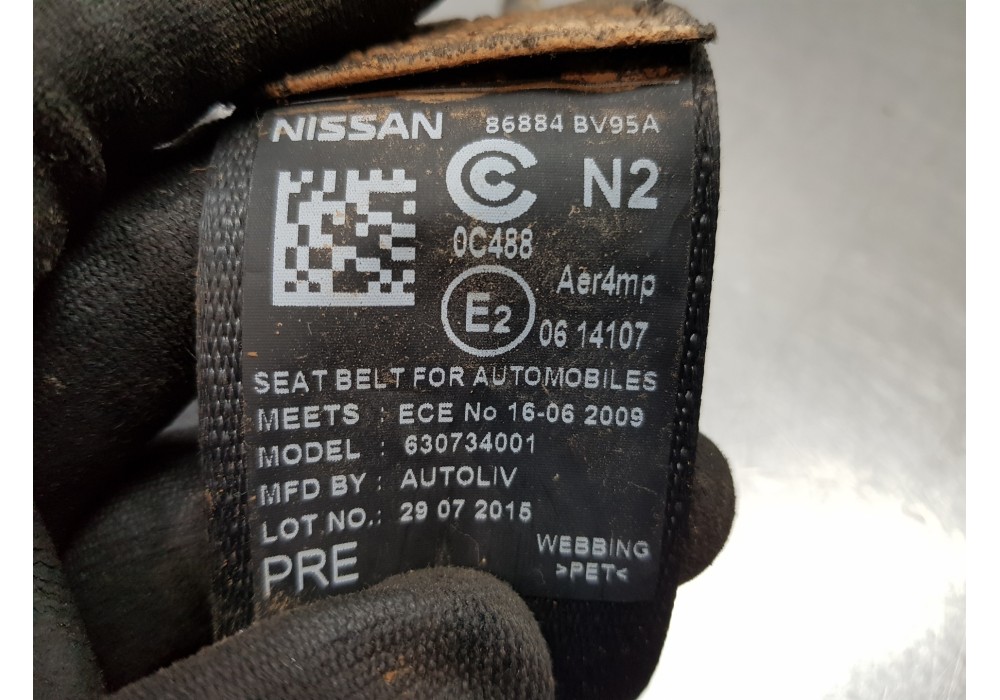 NISSAN 86884 BV95A
N2
0C488
Aer4mp
E2
06 14107
SEAT BELT FOR AUTOMOBILES
MEETS : ECE No 16-06 2009
MODEL : 630734001
MFD BY : AUTOLIV
LOT NO.: 29 07 2015
PRE
WEBBING
>PET<